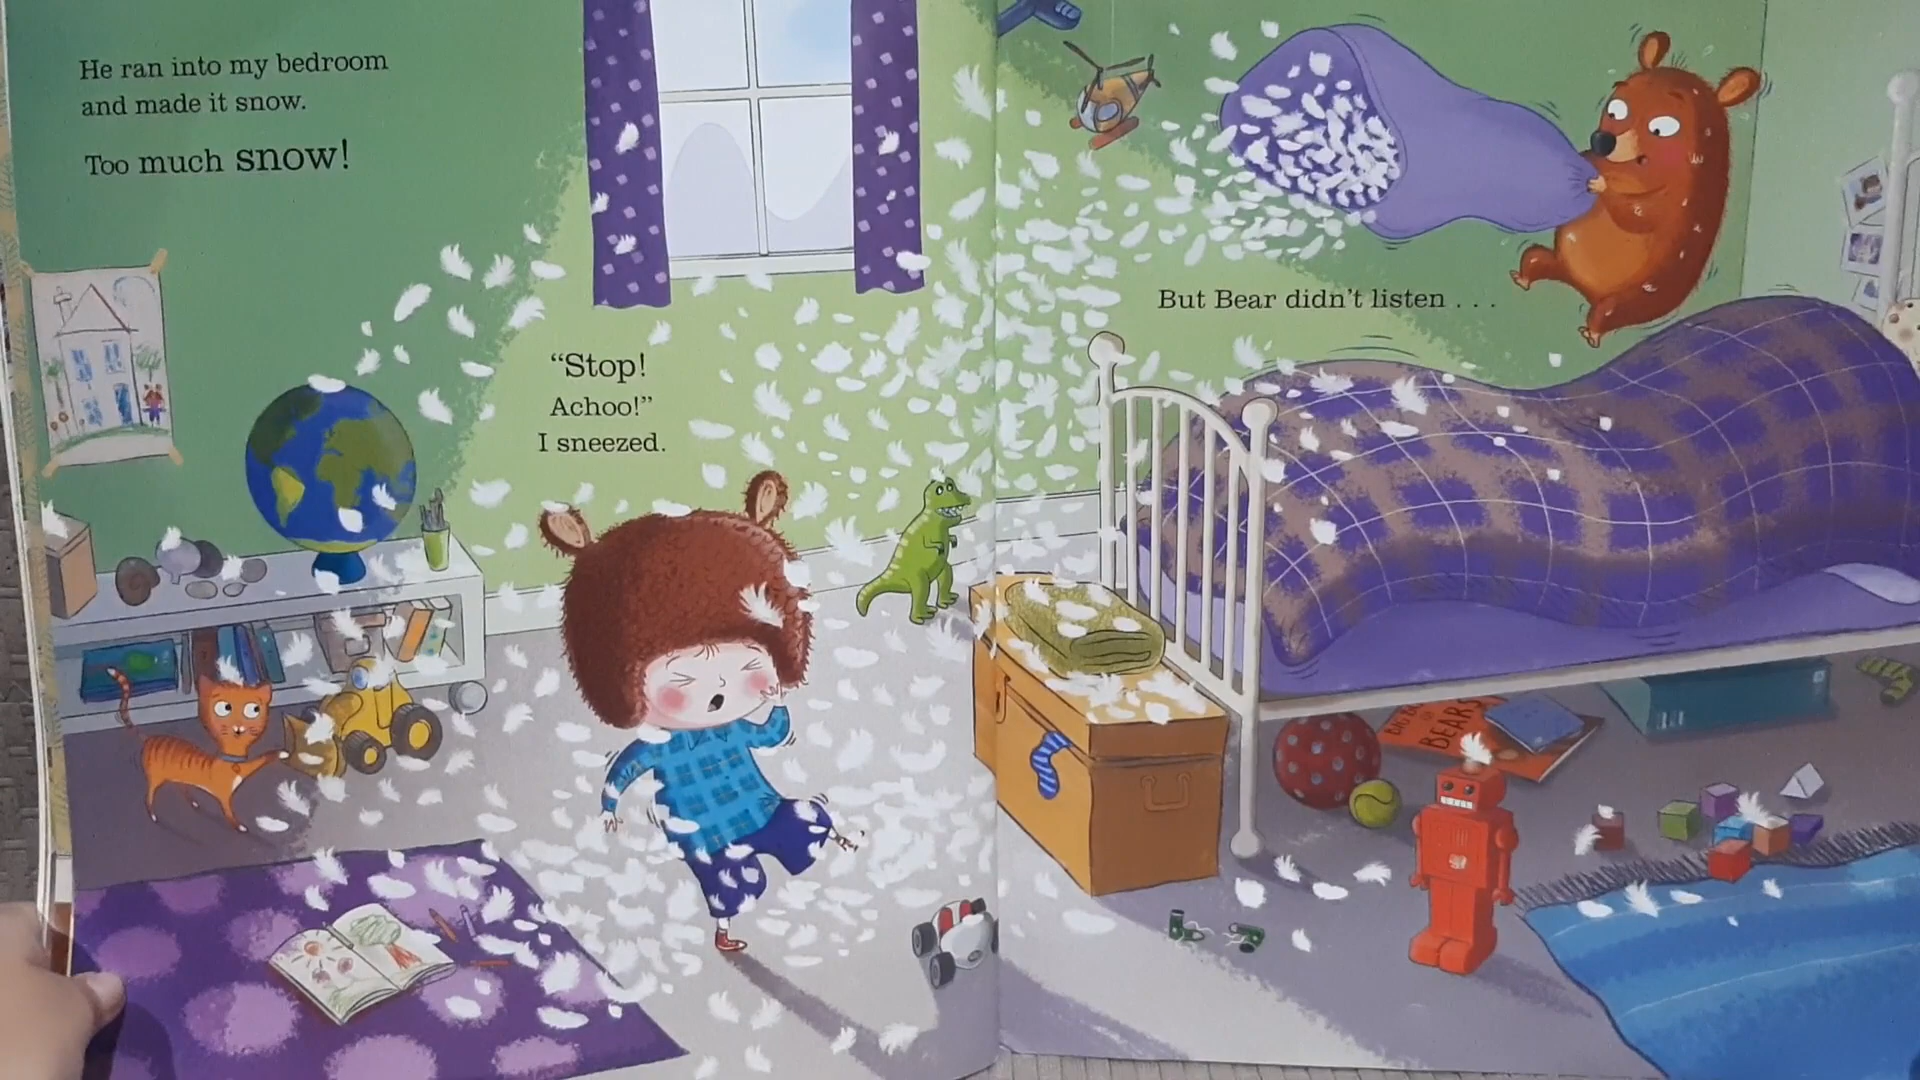 He ran into my bedroom
and made it snow.
Too much snow!
"Stop!
Achoo!"
I sneezed.
But Bear didn't listen . . .
BEARS